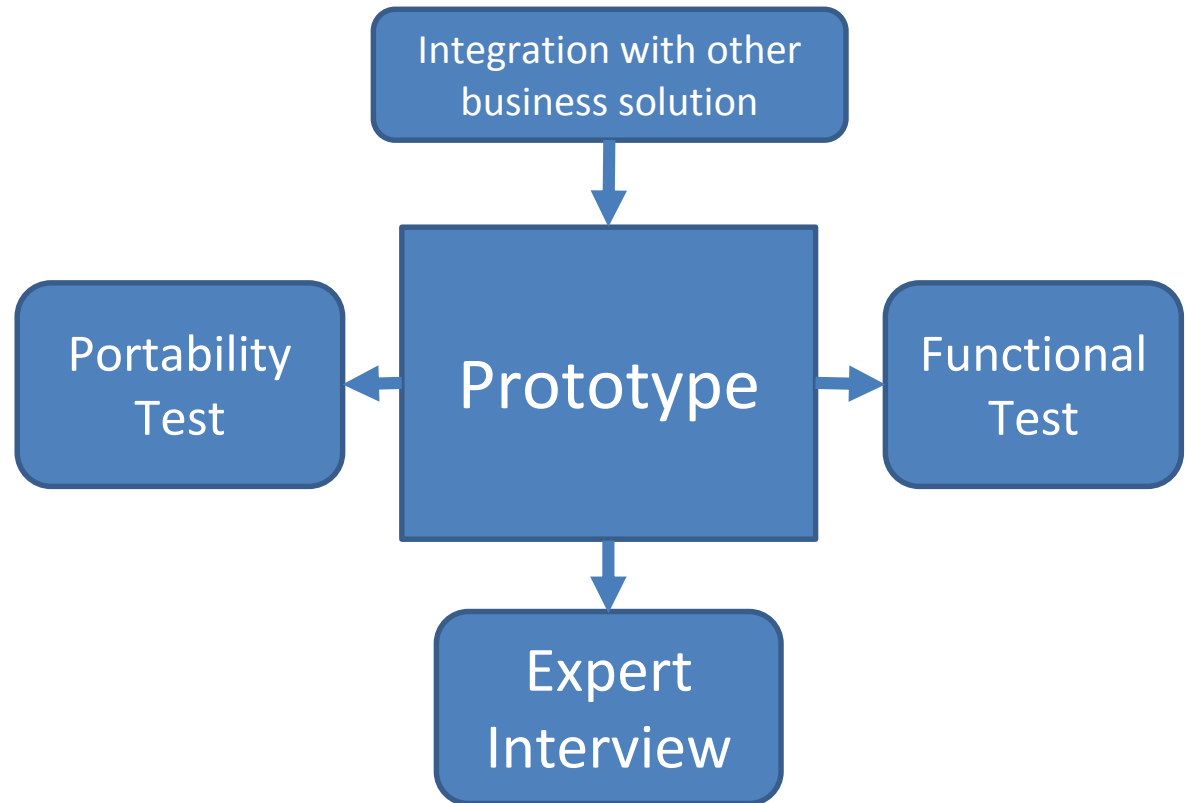 Integration with other
business solution
Portability
Test
Prototype
Functional
Test
Expert
Interview